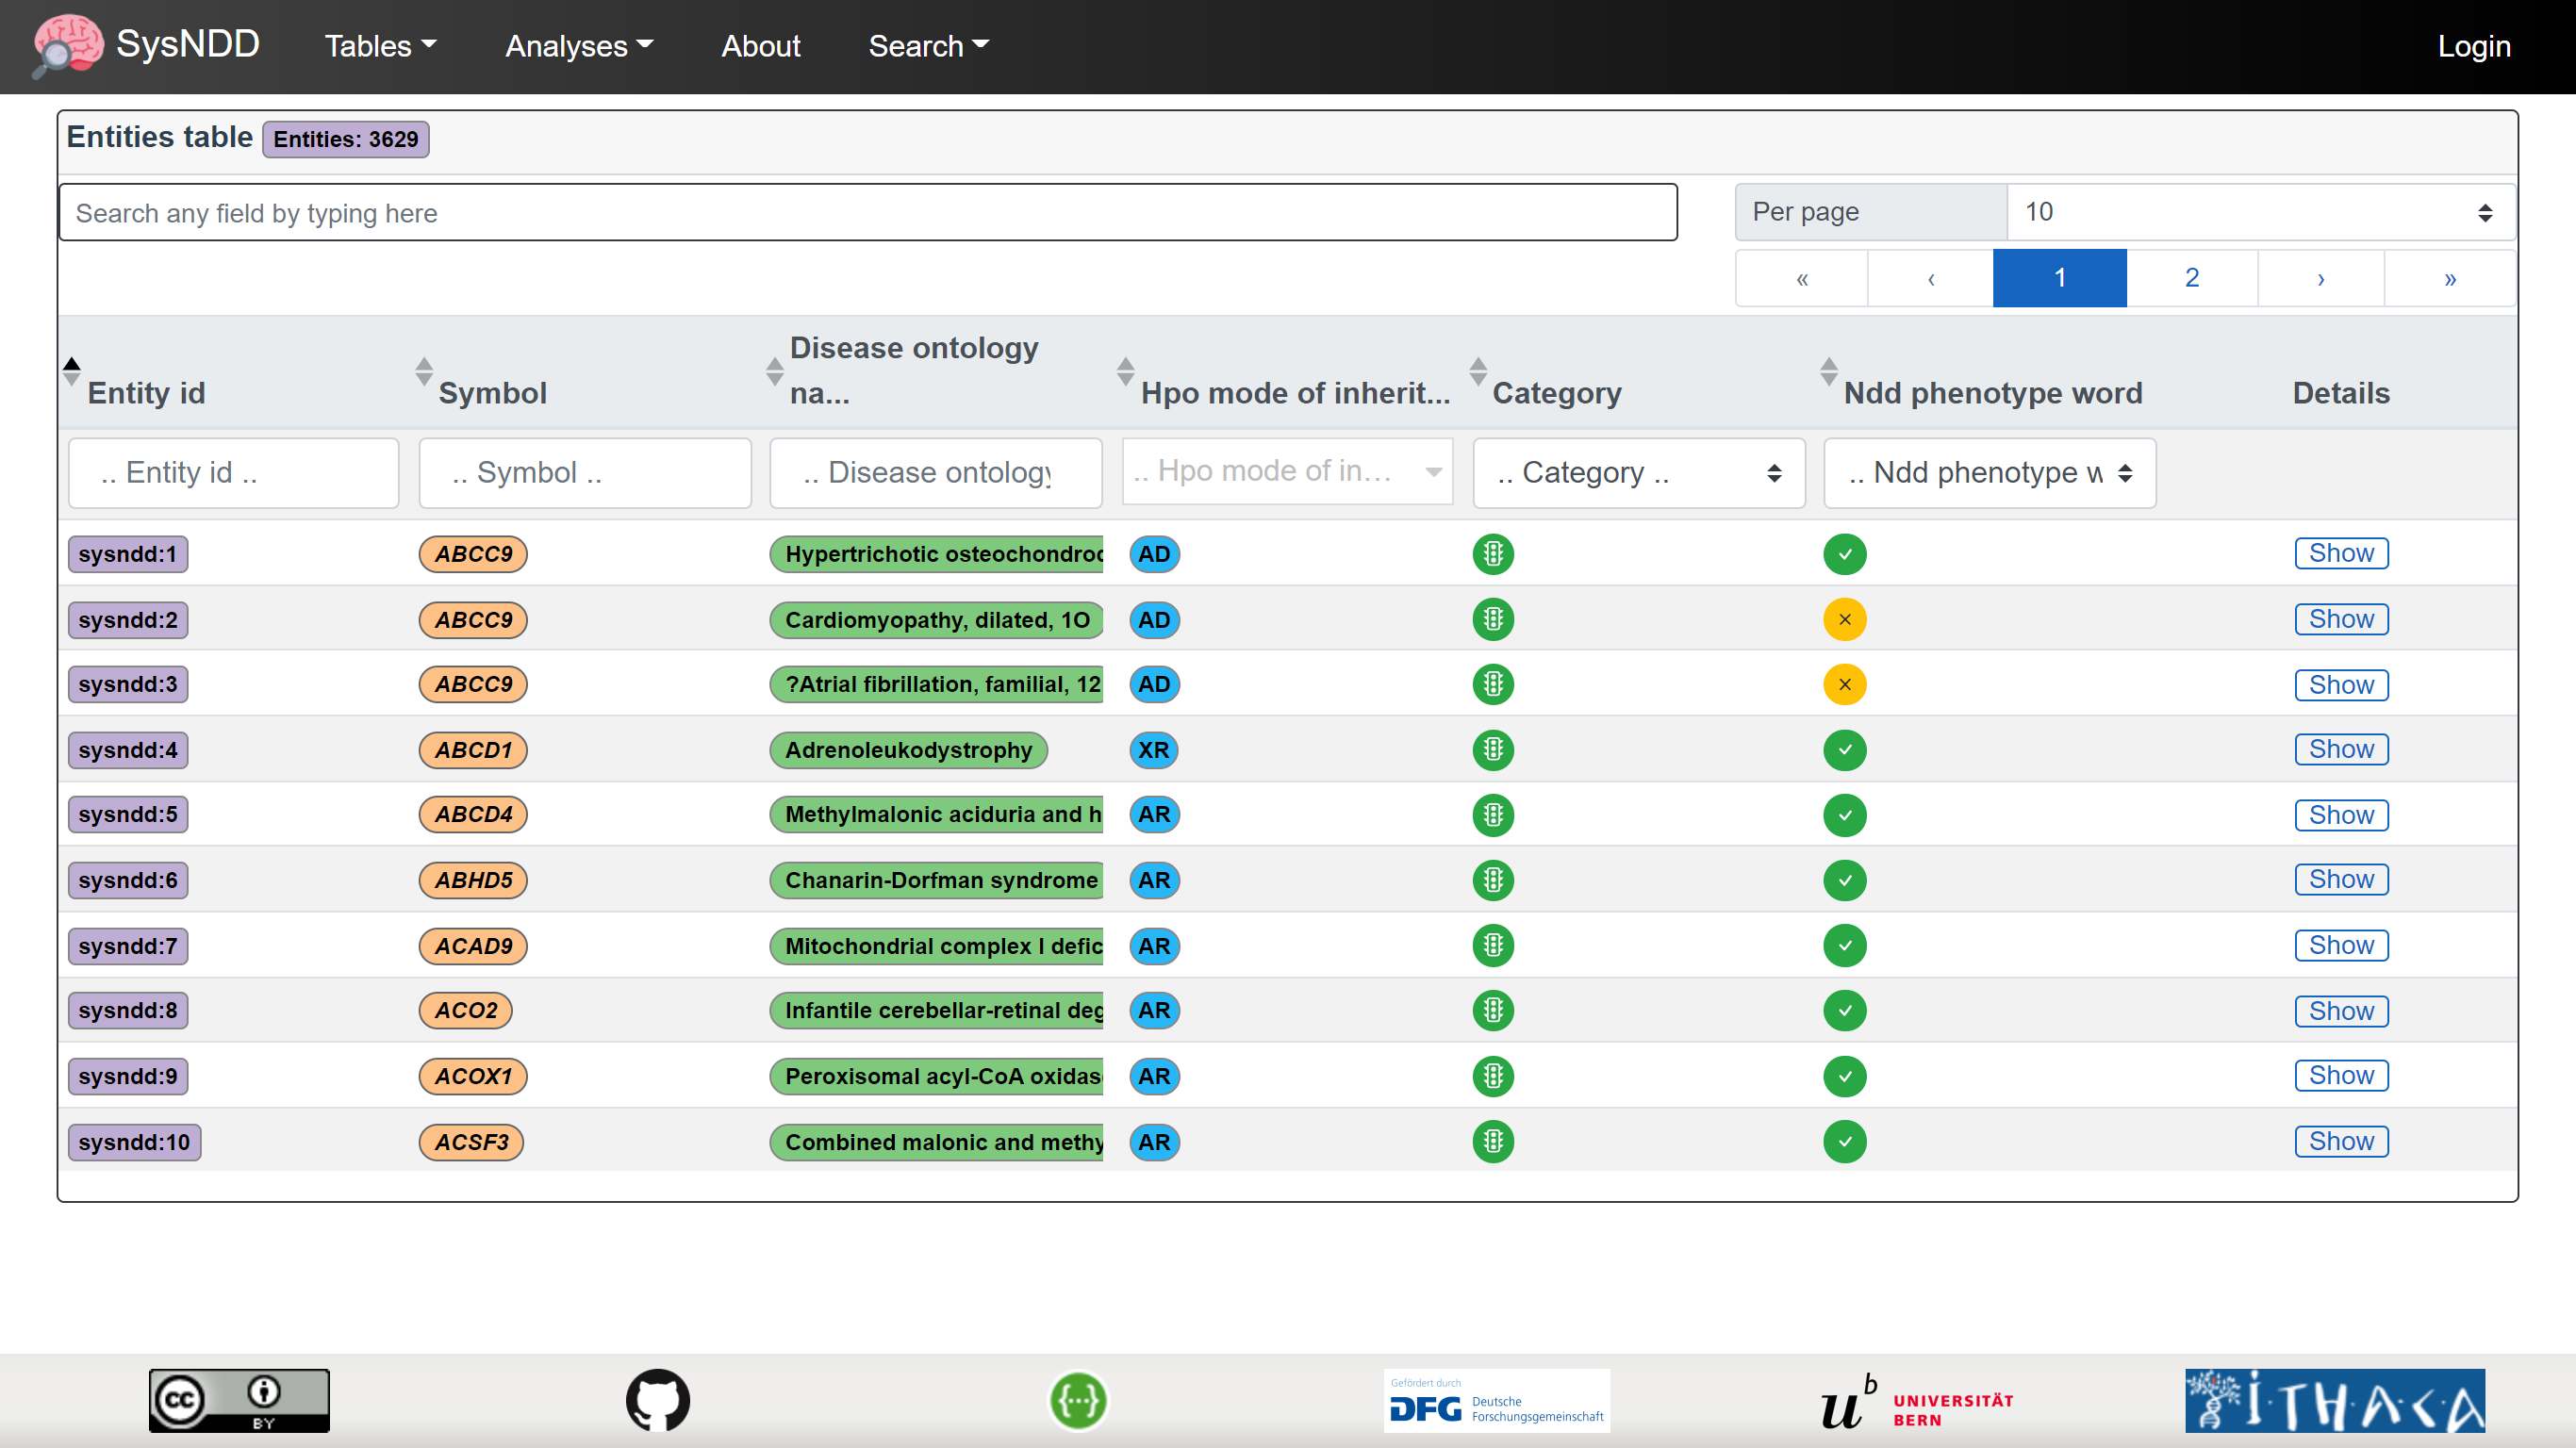 SysNDD Tables Analyses About Search Login
Entities table Entities: 3629
Search any field by typing here Per page 10
« ‹ 1 2 › »
Entity id Symbol Disease ontology na... Hpo mode of inherit... Category Ndd phenotype word Details
.. Entity id .. .. Symbol .. .. Disease ontology .. Hpo mode of in... .. Category .. .. Ndd phenotype w
sysndd:1 ABCC9 Hypertrichotic osteochondroc AD Show
sysndd:2 ABCC9 Cardiomyopathy, dilated, 1O AD Show
sysndd:3 ABCC9 ?Atrial fibrillation, familial, 12 AD Show
sysndd:4 ABCD1 Adrenoleukodystrophy XR Show
sysndd:5 ABCD4 Methylmalonic aciduria and h AR Show
sysndd:6 ABHD5 Chanarin-Dorfman syndrome AR Show
sysndd:7 ACAD9 Mitochondrial complex I defic AR Show
sysndd:8 ACO2 Infantile cerebellar-retinal deg AR Show
sysndd:9 ACOX1 Peroxisomal acyl-CoA oxidas AR Show
sysndd:10 ACSF3 Combined malonic and methy AR Show
cc BY
{...}
Gefördert durch
DFG Deutsche Forschungsgemeinschaft
u b UNIVERSITÄT BERN
iTHACA